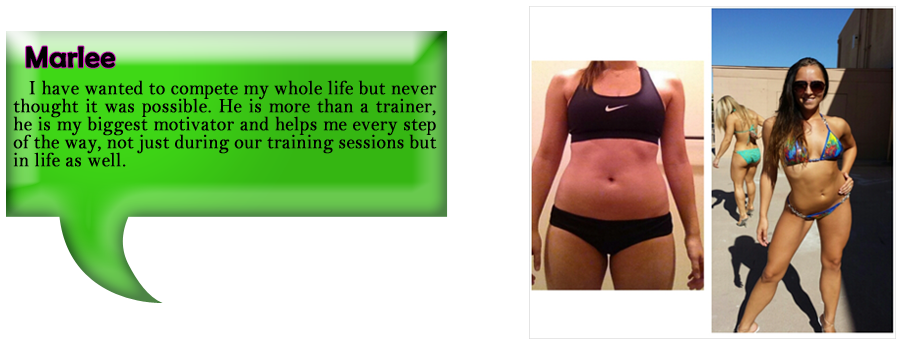 Marlee
I have wanted to compete my whole life but never
thought it was possible. He is more than a trainer,
he is my biggest motivator and helps me every step
of the way, not just during our training sessions but
in life as well.